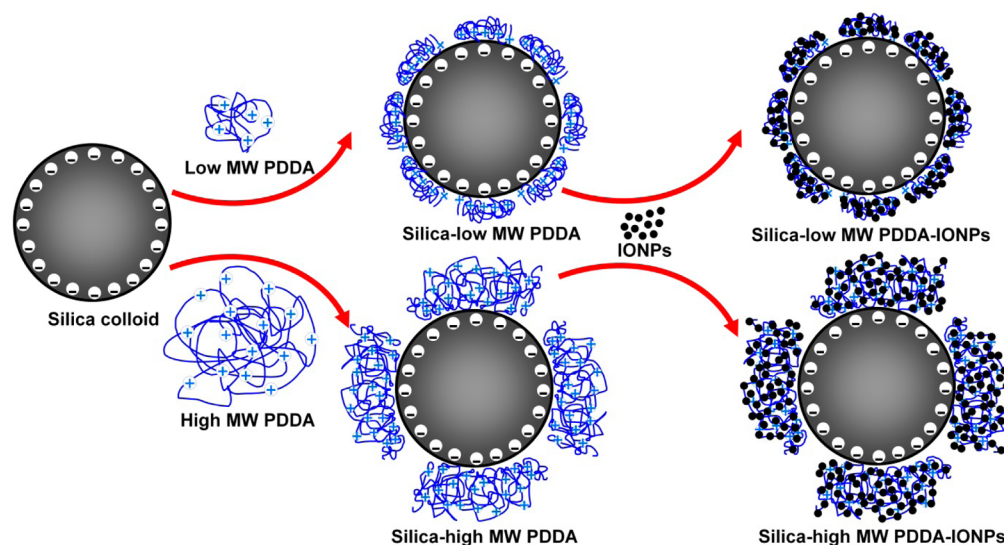 Low MW PDDA
Silica colloid
High MW PDDA
Silica-low MW PDDA
IONPs
Silica-low MW PDDA-IONPs
Silica-high MW PDDA
Silica-high MW PDDA-IONPs